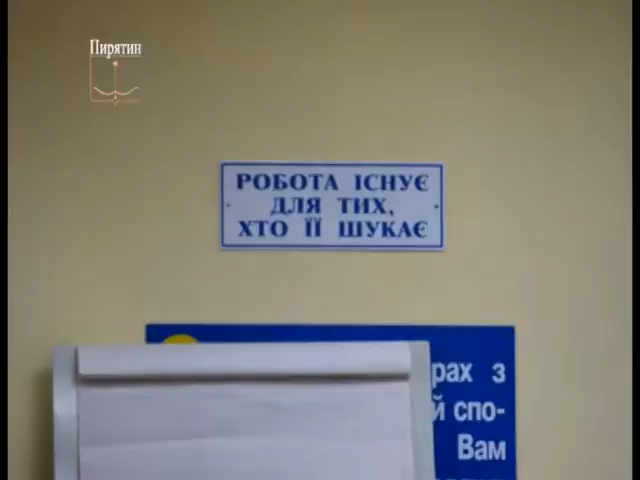 Пирятин
РОБОТА ІСНУЄ
ДЛЯ ТИХ,
ХТО ЇЇ ШУКАЄ
рах з
й спо-
Вам